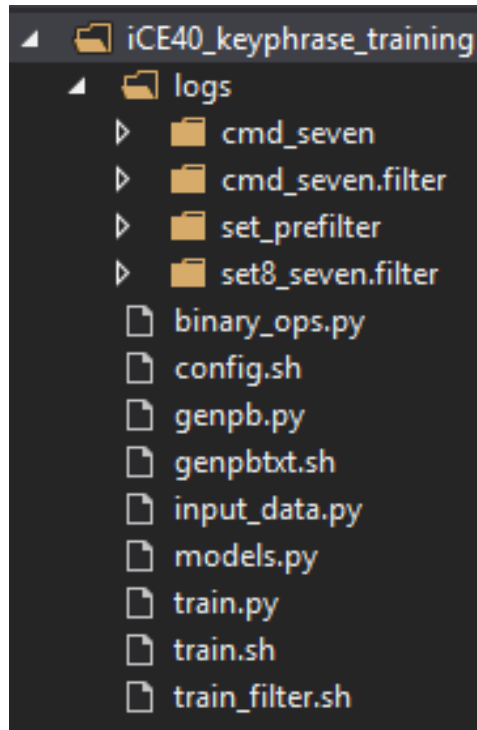 iCE40_keyphrase_training
logs
cmd_seven
cmd_seven.filter
set_prefilter
set8_seven.filter
binary_ops.py
config.sh
genpb.py
genpbtxt.sh
input_data.py
models.py
train.py
train.sh
train_filter.sh